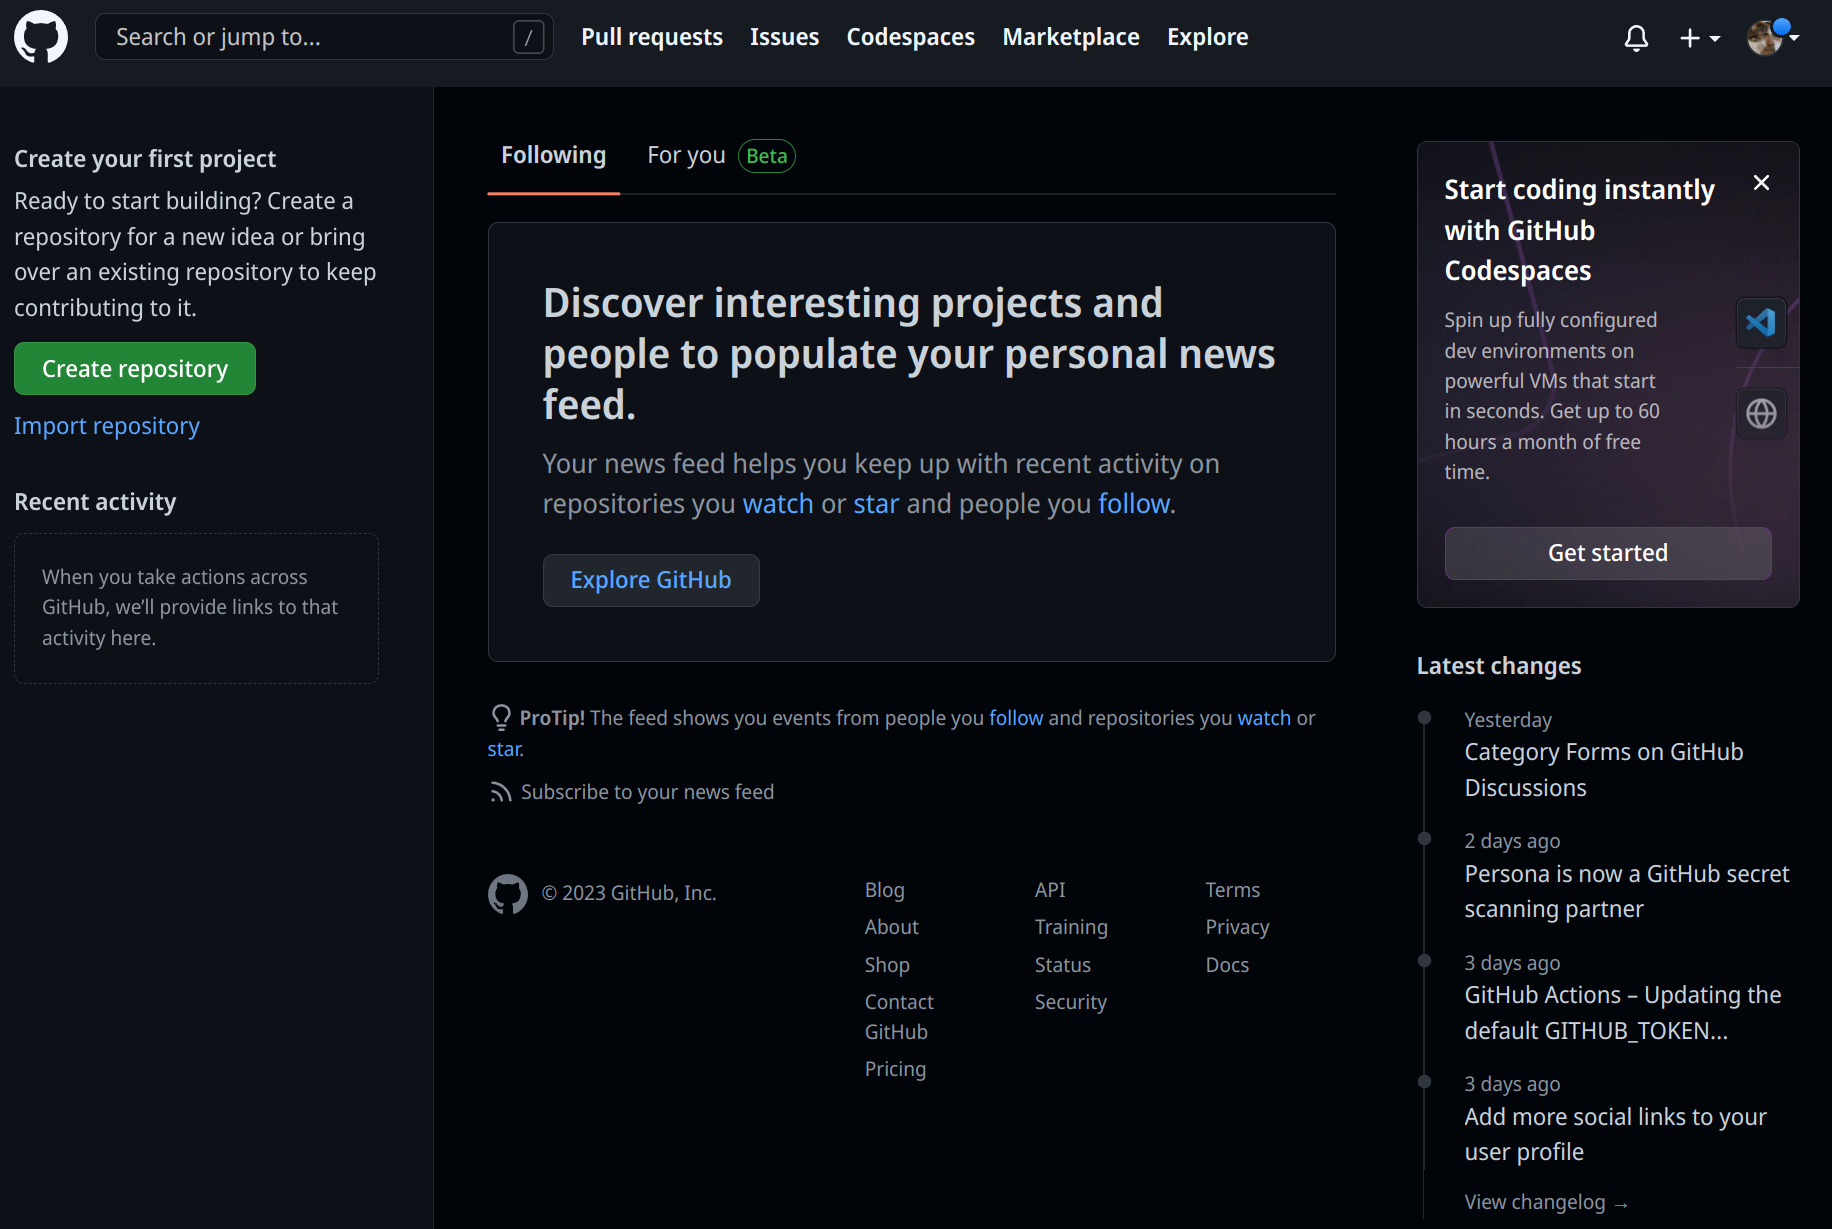 Search or jump to...
/
Pull requests
Issues
Codespaces
Marketplace
Explore
Create your first project
Ready to start building? Create a
repository for a new idea or bring
over an existing repository to keep
contributing to it.
Create repository
Import repository
Recent activity
When you take actions across
GitHub, we’ll provide links to that
activity here.
Following
For you
Beta
Discover interesting projects and
people to populate your personal news
feed.
Your news feed helps you keep up with recent activity on
repositories you watch or star and people you follow.
Explore GitHub
ProTip! The feed shows you events from people you follow and repositories you watch or
star.
Subscribe to your news feed
© 2023 GitHub, Inc.
Blog
About
Shop
Contact
GitHub
Pricing
API
Training
Status
Security
Terms
Privacy
Docs
Start coding instantly
with GitHub
Codespaces
Spin up fully configured
dev environments on
powerful VMs that start
in seconds. Get up to 60
hours a month of free
time.
Get started
Latest changes
Yesterday
Category Forms on GitHub
Discussions
2 days ago
Persona is now a GitHub secret
scanning partner
3 days ago
GitHub Actions – Updating the
default GITHUB_TOKEN...
3 days ago
Add more social links to your
user profile
View changelog →